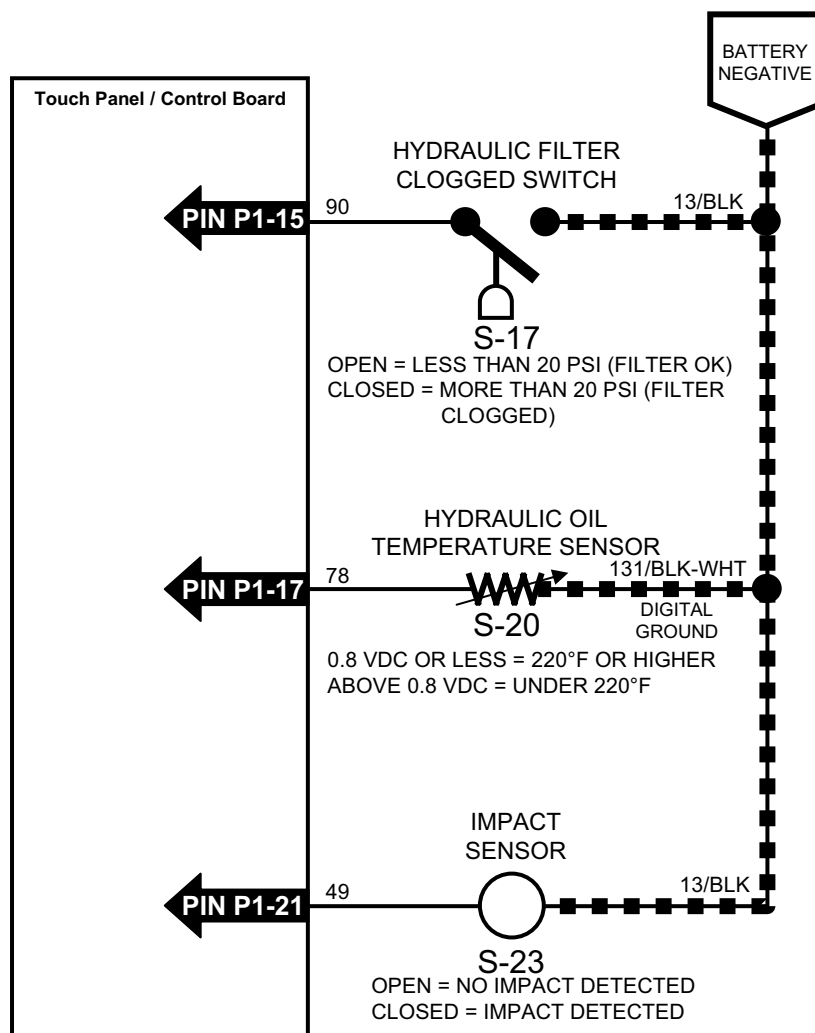 BATTERY
NEGATIVE
Touch Panel / Control Board
HYDRAULIC FILTER
CLOGGED SWITCH
PIN P1-15
90
13/BLK
S-17
OPEN = LESS THAN 20 PSI (FILTER OK)
CLOSED = MORE THAN 20 PSI (FILTER
CLOGGED)
HYDRAULIC OIL
TEMPERATURE SENSOR
PIN P1-17
78
131/BLK-WHT
S-20
DIGITAL
GROUND
0.8 VDC OR LESS = 220°F OR HIGHER
ABOVE 0.8 VDC = UNDER 220°F
IMPACT
SENSOR
PIN P1-21
49
13/BLK
S-23
OPEN = NO IMPACT DETECTED
CLOSED = IMPACT DETECTED